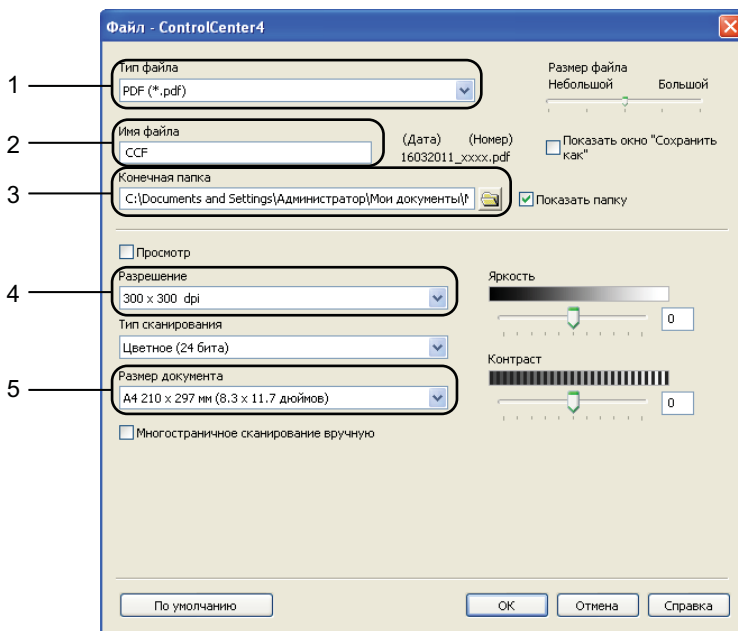 Файл - ControlCenter4
1
Тип файла
PDF (*.pdf)
Размер файла
Небольшой Большой
2
Имя файла
CCF
(Дата) (Номер)
16032011_xxxx.pdf
Показать окно "Сохранить
как"
3
Конечная папка
C:\Documents and Settings\Администратор\Мои документы\
Показать папку
Просмотр
4
Разрешение
300 x 300 dpi
Яркость
0
Тип сканирования
Цветное (24 бита)
Контраст
0
5
Размер документа
A4 210 x 297 мм (8.3 x 11.7 дюймов)
Многостраничное сканирование вручную
По умолчанию
OK
Отмена
Справка